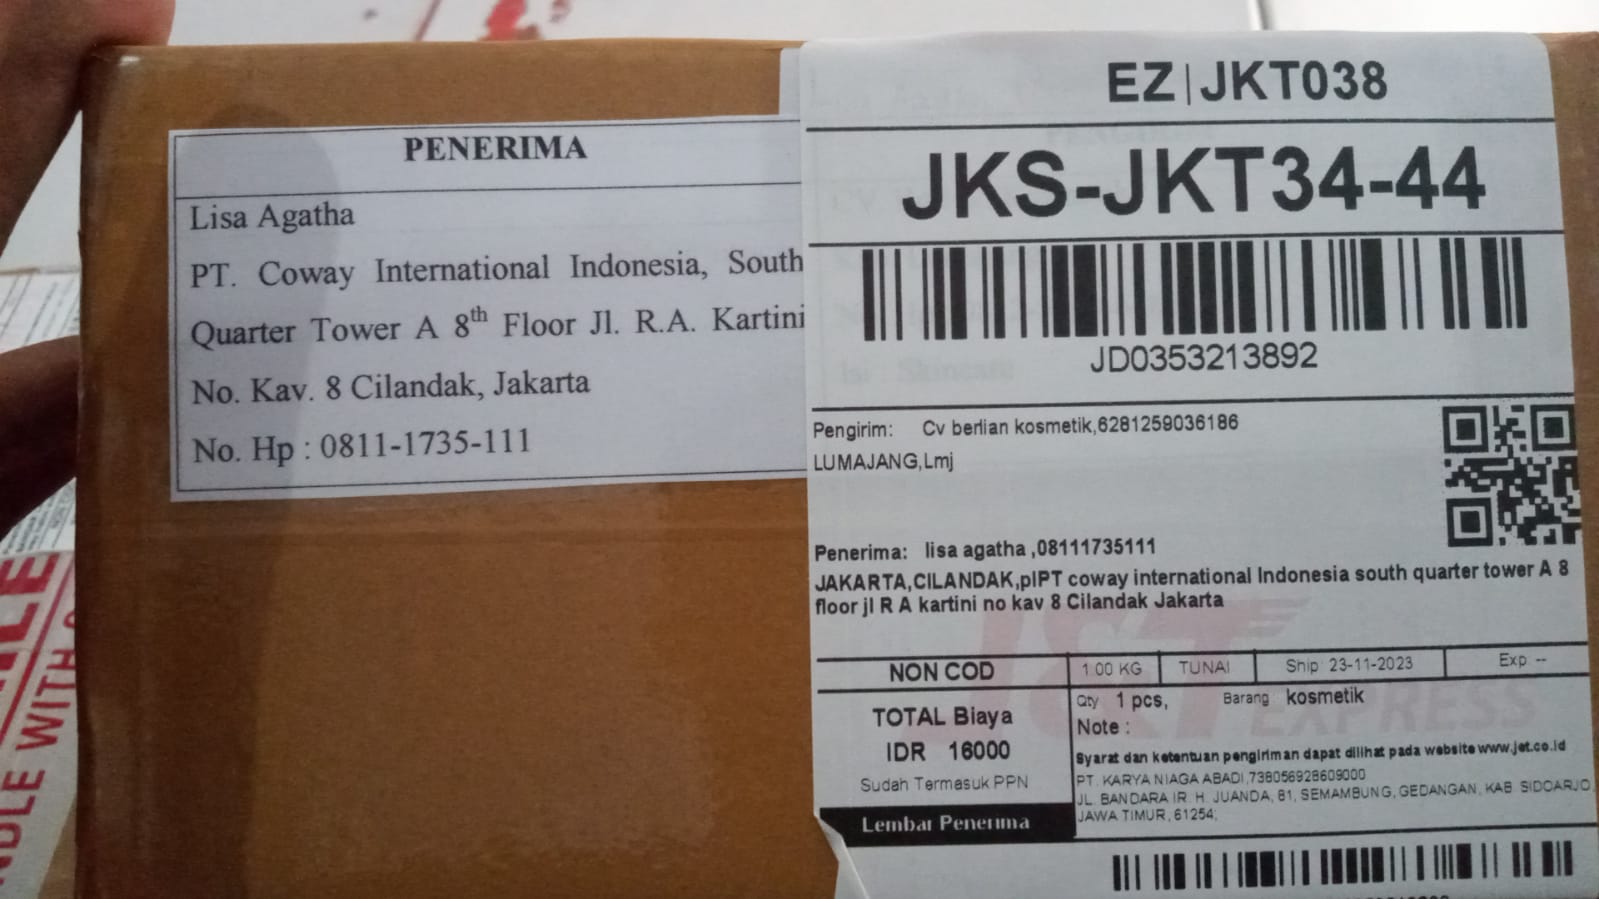 PENERIMA
Lisa Agatha
PT. Coway International Indonesia, South
Quarter Tower A 8th Floor Jl. R.A. Kartini
No. Kav. 8 Cilandak, Jakarta
No. Hp : 0811-1735-111
EZ|JKT038
JKS-JKT34-44
JD0353213892
Isi : Skincare
Pengirim: Cv berlian kosmetik,6281259036186
LUMAJANG,Lmj
Penerima: lisa agatha ,08111735111
JAKARTA,CILANDAK,plPT coway international Indonesia south quarter tower A 8
floor jl R A kartini no kav 8 Cilandak Jakarta
J&T EXPRESS
NON COD 1.00 KG TUNAI Ship 23-11-2023 Exp --
TOTAL Biaya
IDR 16000
Sudah Termasuk PPN
Lembar Penerima
Qty 1 pcs, Barang kosmetik
Note :
Syarat dan ketentuan pengiriman dapat dilihat pada website www.jet.co.id
PT. KARYA NIAGA ABADI,738056928609000
JL. BANDARA IR. H. JUANDA, 81, SEMAMBUNG, GEDANGAN, KAB. SIDOARJO,
JAWA TIMUR, 61254;